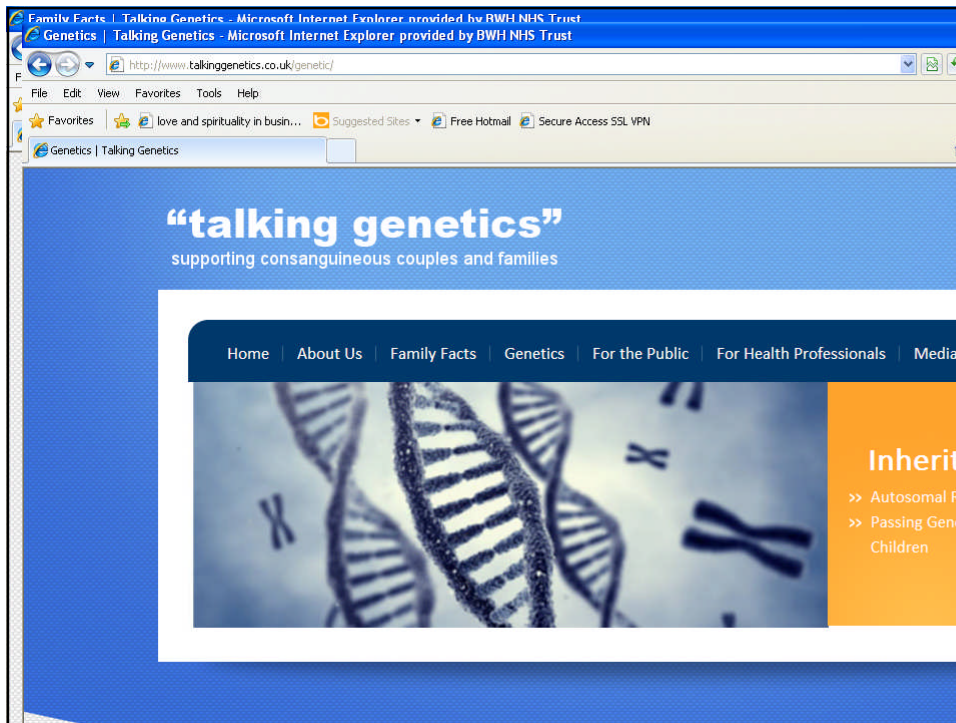 Family Facts | Talking Genetics - Microsoft Internet Explorer provided by BWH NHS Trust
Genetics | Talking Genetics - Microsoft Internet Explorer provided by BWH NHS Trust
http://www.talkinggenetics.co.uk/genetic/
File Edit View Favorites Tools Help
Favorites love and spirituality in busin... Suggested Sites Free Hotmail Secure Access SSL VPN
Genetics | Talking Genetics
“talking genetics”
supporting consanguineous couples and families
Home | About Us | Family Facts | Genetics | For the Public | For Health Professionals | Media
Inherit
>> Autosomal R
>> Passing Gen
Children